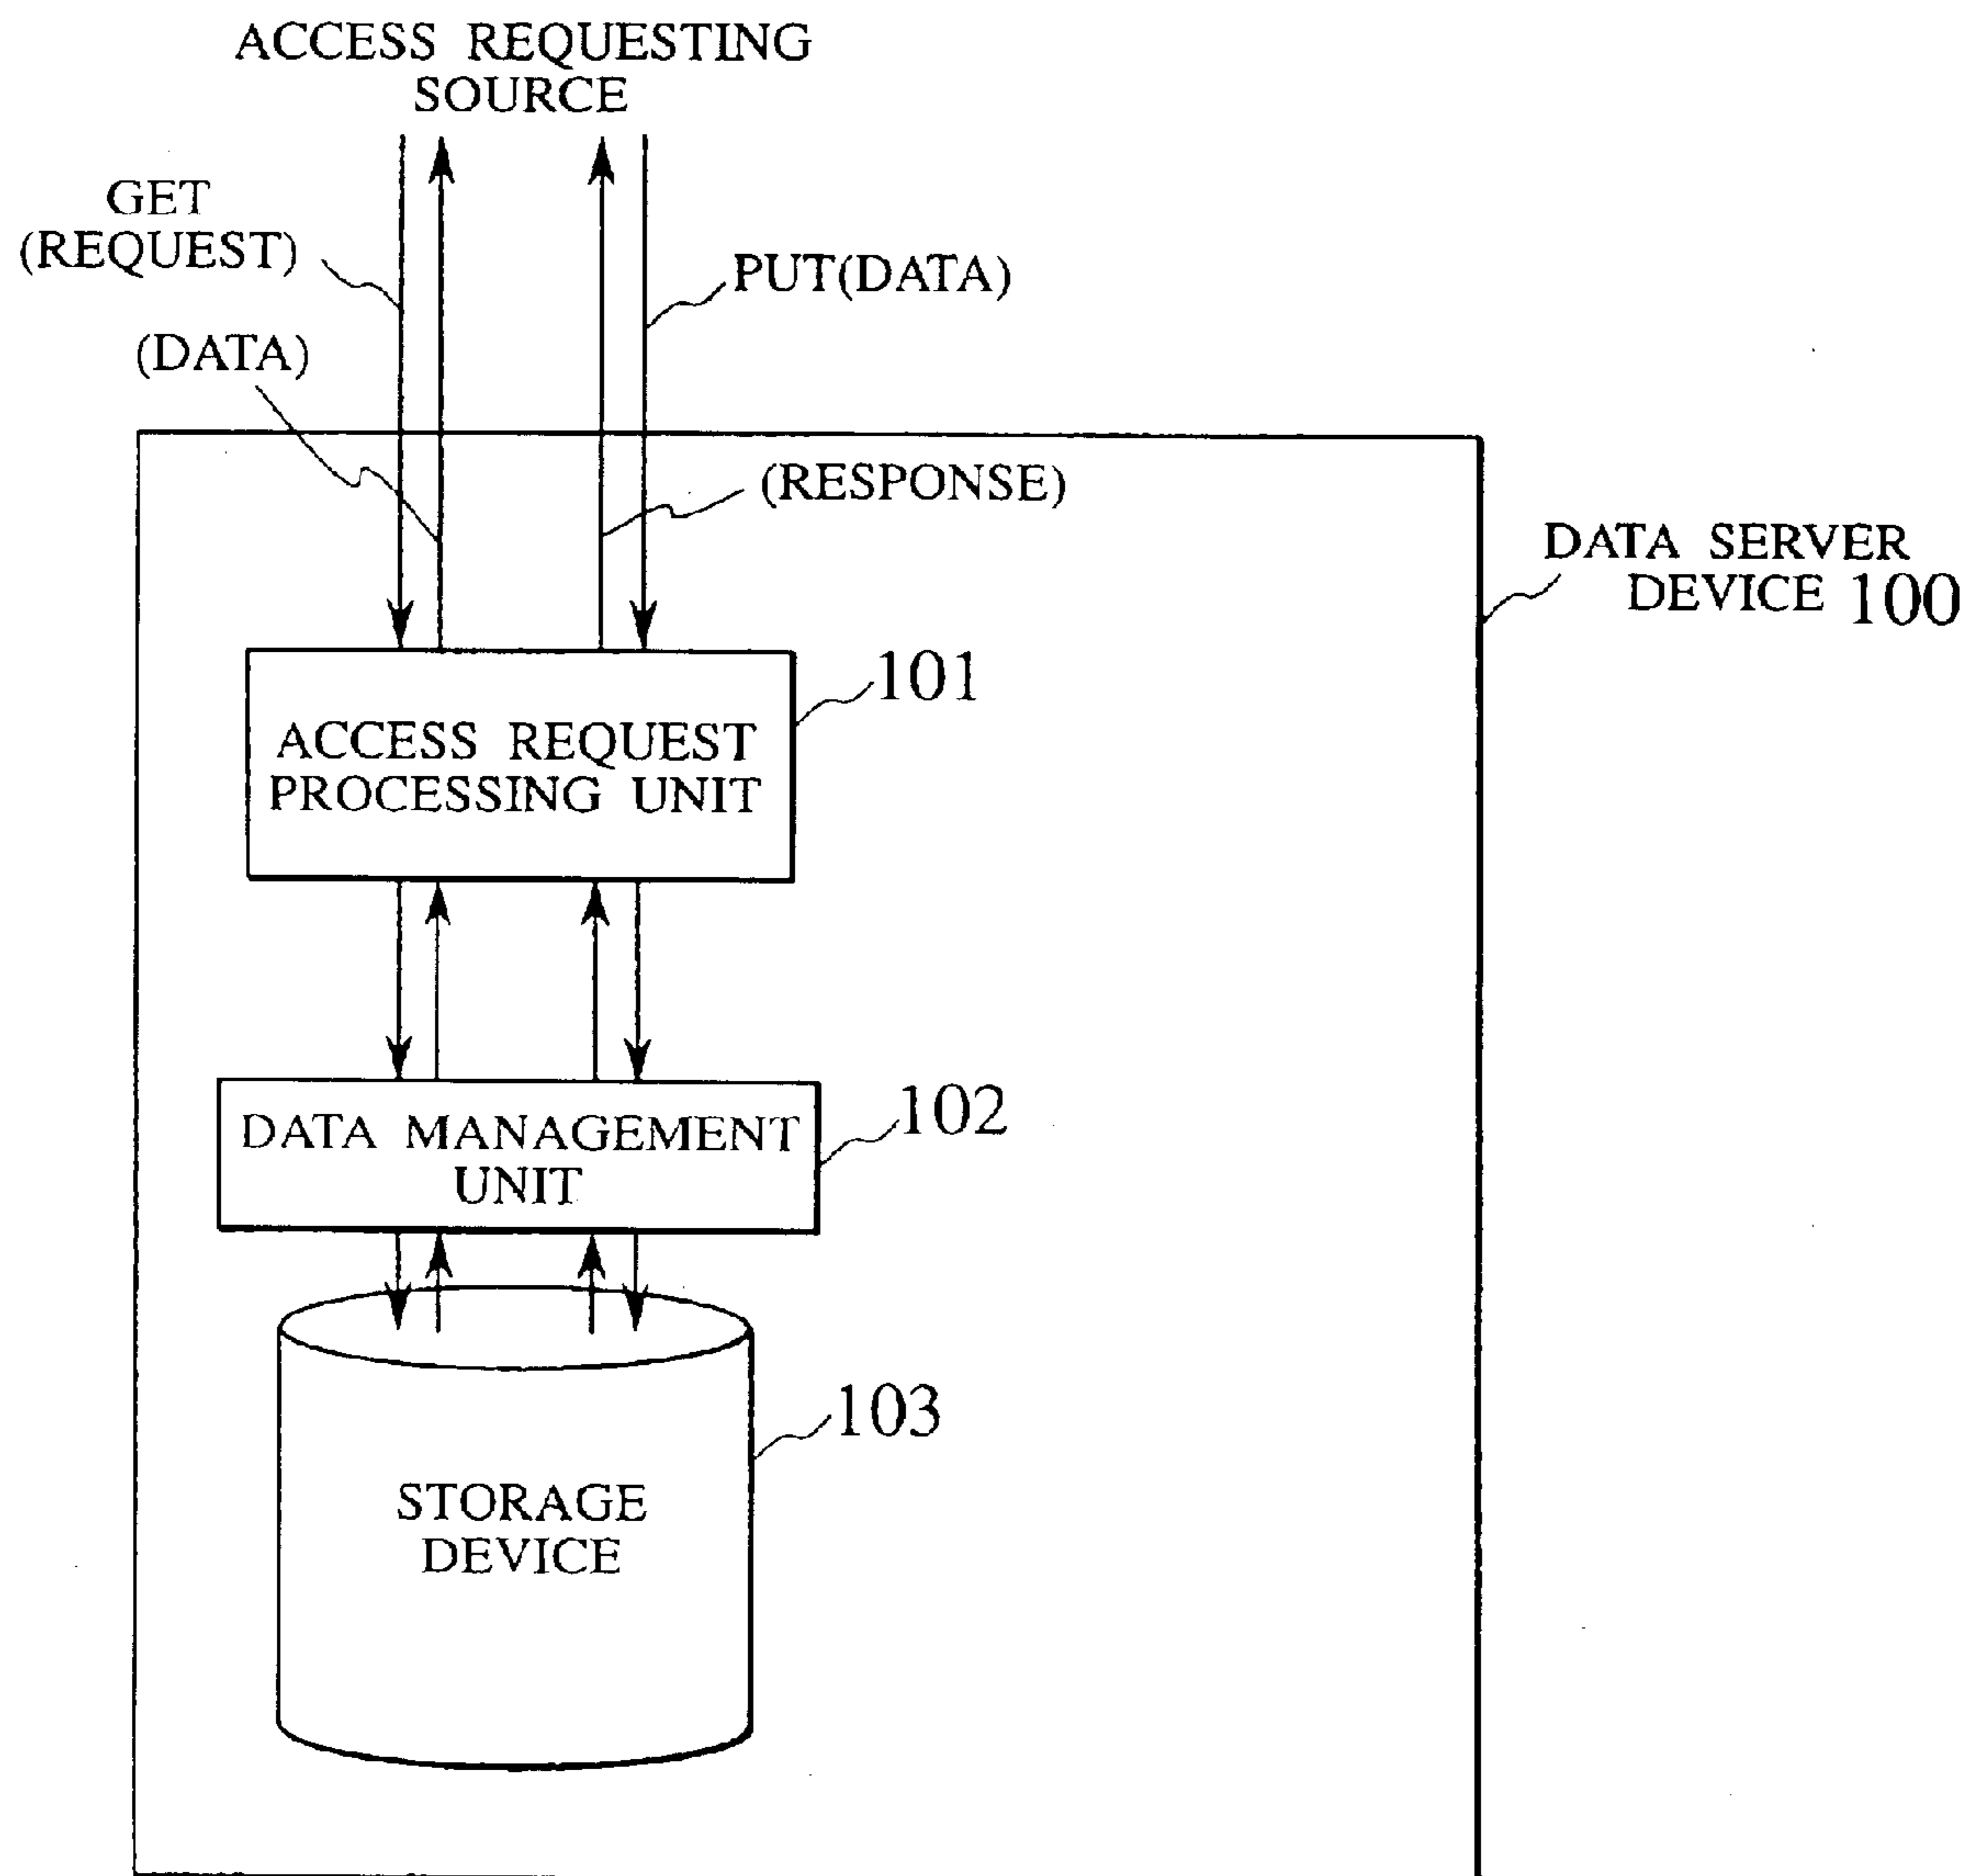 ACCESS REQUESTING
SOURCE
GET
(REQUEST)
PUT(DATA)
(DATA)
(RESPONSE)
DATA SERVER
DEVICE 100
101
ACCESS REQUEST
PROCESSING UNIT
102
DATA MANAGEMENT
UNIT
103
STORAGE
DEVICE